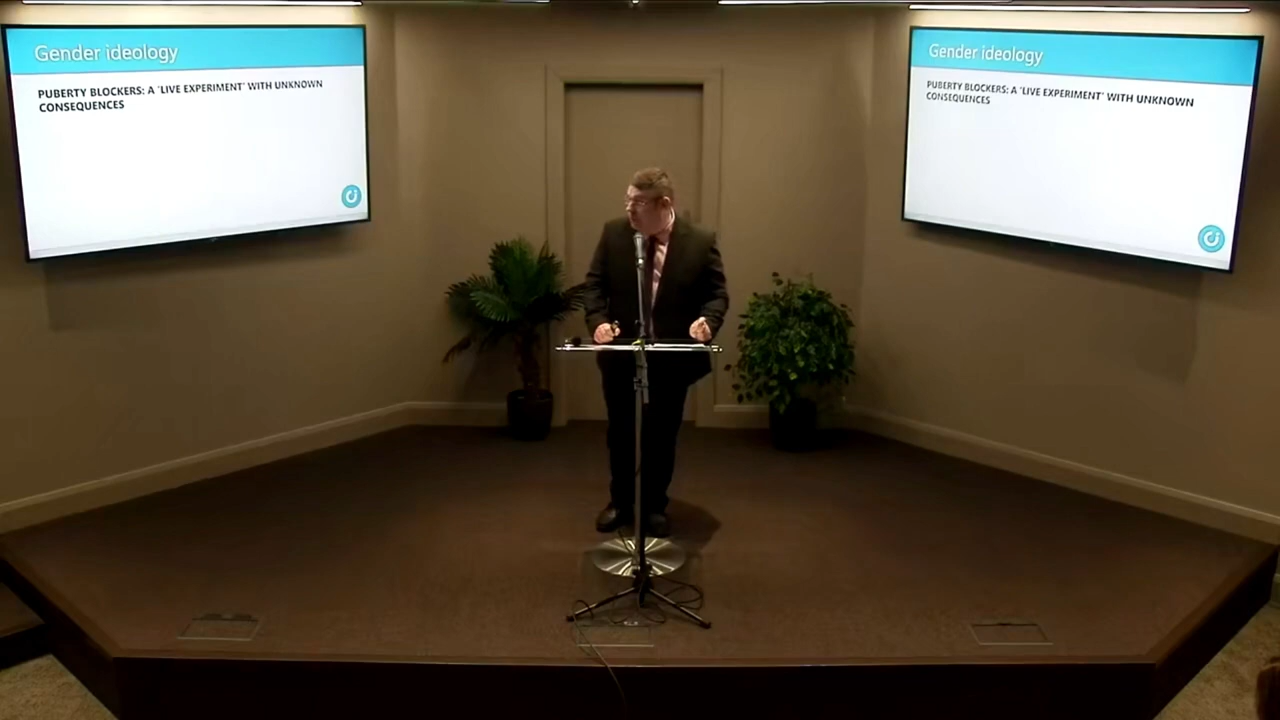 Gender ideology
PUBERTY BLOCKERS: A 'LIVE EXPERIMENT' WITH UNKNOWN
CONSEQUENCES
Gender ideology
PUBERTY BLOCKERS: A 'LIVE EXPERIMENT' WITH UNKNOWN
CONSEQUENCES